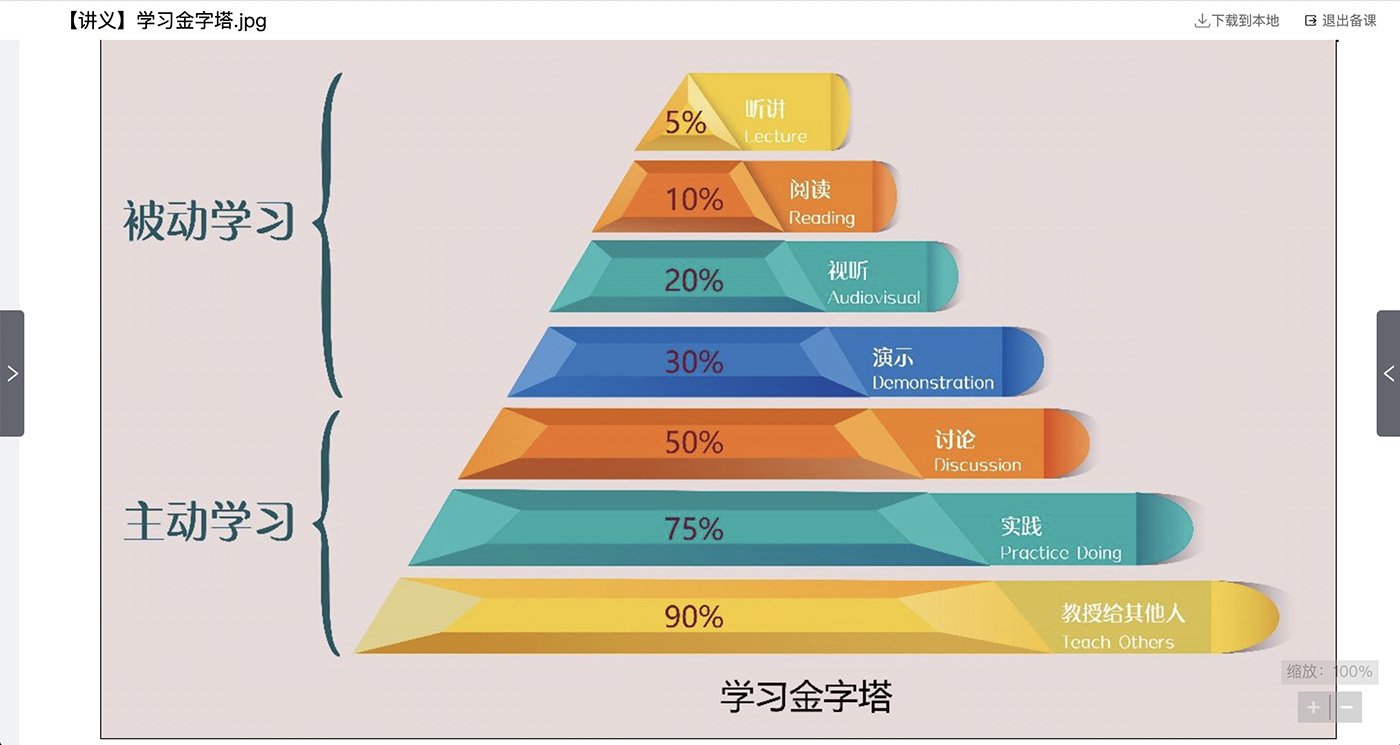 【讲义】学习金字塔.jpg
下载到本地
退出备课
被动学习
5%
听讲
Lecture
10%
阅读
Reading
20%
视听
Audiovisual
30%
演示
Demonstration
主动学习
50%
讨论
Discussion
75%
实践
Practice Doing
90%
教授给其他人
Teach Others
学习金字塔
缩放：100%